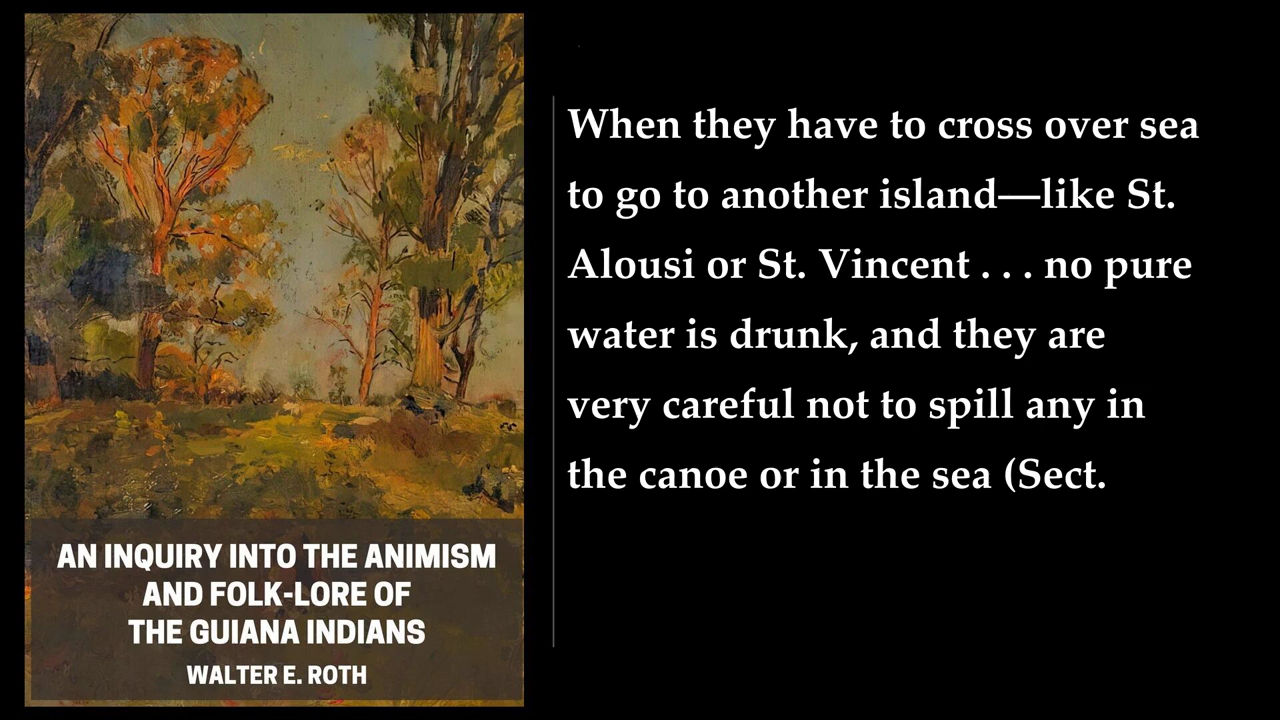 AN INQUIRY INTO THE ANIMISM
AND FOLK-LORE OF
THE GUIANA INDIANS
WALTER E. ROTH
When they have to cross over sea
to go to another island—like St.
Alousi or St. Vincent . . . no pure
water is drunk, and they are
very careful not to spill any in
the canoe or in the sea (Sect.